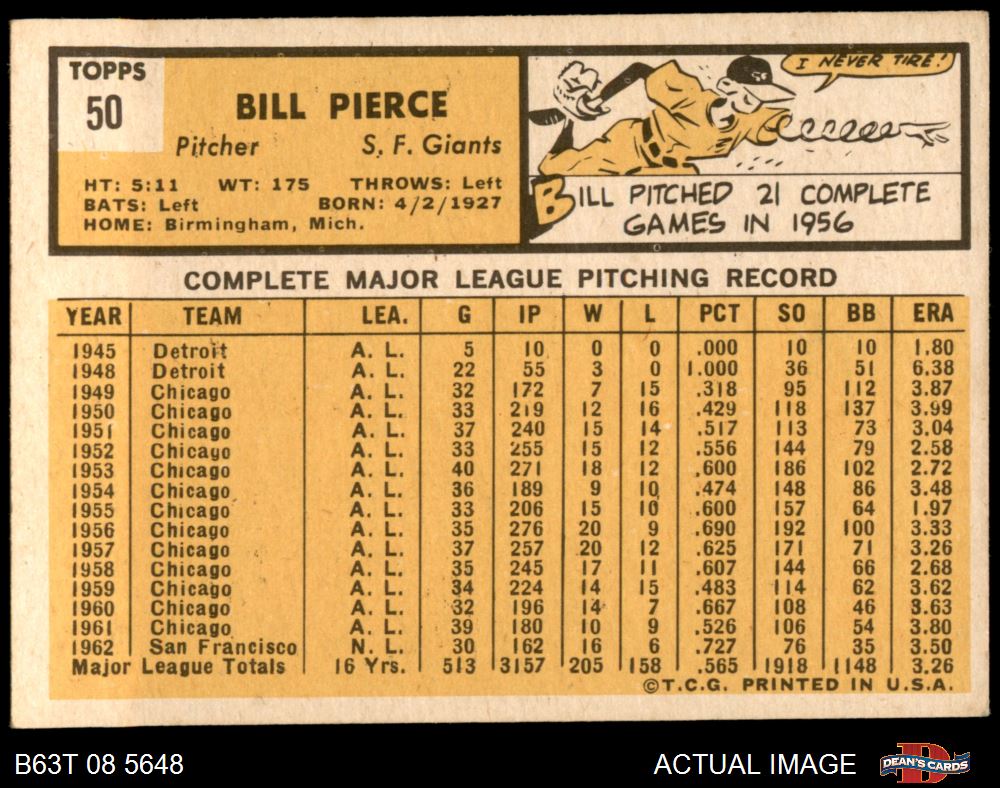 TOPPS
50
BILL PIERCE
Pitcher S. F. Giants
HT: 5:11 WT: 175 THROWS: Left
BATS: Left BORN: 4/2/1927
HOME: Birmingham, Mich.
I NEVER TIRE!
SF
BILL PITCHED 21 COMPLETE
GAMES IN 1956
COMPLETE MAJOR LEAGUE PITCHING RECORD
YEAR TEAM LEA. G IP W L PCT SO BB ERA
1945 Detroit A. L. 5 10 0 0 .000 10 10 1.80
1948 Detroit A. L. 22 55 3 0 1.000 36 51 6.38
1949 Chicago A. L. 32 172 7 15 .318 95 112 3.87
1950 Chicago A. L. 33 219 12 16 .429 118 137 3.99
1951 Chicago A. L. 37 240 15 14 .517 113 73 3.04
1952 Chicago A. L. 33 255 15 12 .556 144 79 2.58
1953 Chicago A. L. 40 271 18 12 .600 186 102 2.72
1954 Chicago A. L. 36 189 9 10 .474 148 86 3.48
1955 Chicago A. L. 33 206 15 10 .600 157 64 1.97
1956 Chicago A. L. 35 276 20 9 .690 192 100 3.33
1957 Chicago A. L. 37 257 20 12 .625 171 71 3.26
1958 Chicago A. L. 35 245 17 11 .607 144 66 2.68
1959 Chicago A. L. 34 224 14 15 .483 114 62 3.62
1960 Chicago A. L. 32 196 14 7 .667 108 46 3.63
1961 Chicago A. L. 39 180 10 9 .526 106 54 3.80
1962 San Francisco N. L. 30 162 16 6 .727 76 35 3.50
Major League Totals 16 Yrs. 513 3157 205 158 .565 1918 1148 3.26
©T.C.G. PRINTED IN U.S.A.
B63T 08 5648 ACTUAL IMAGE
D
DEAN'S CARDS